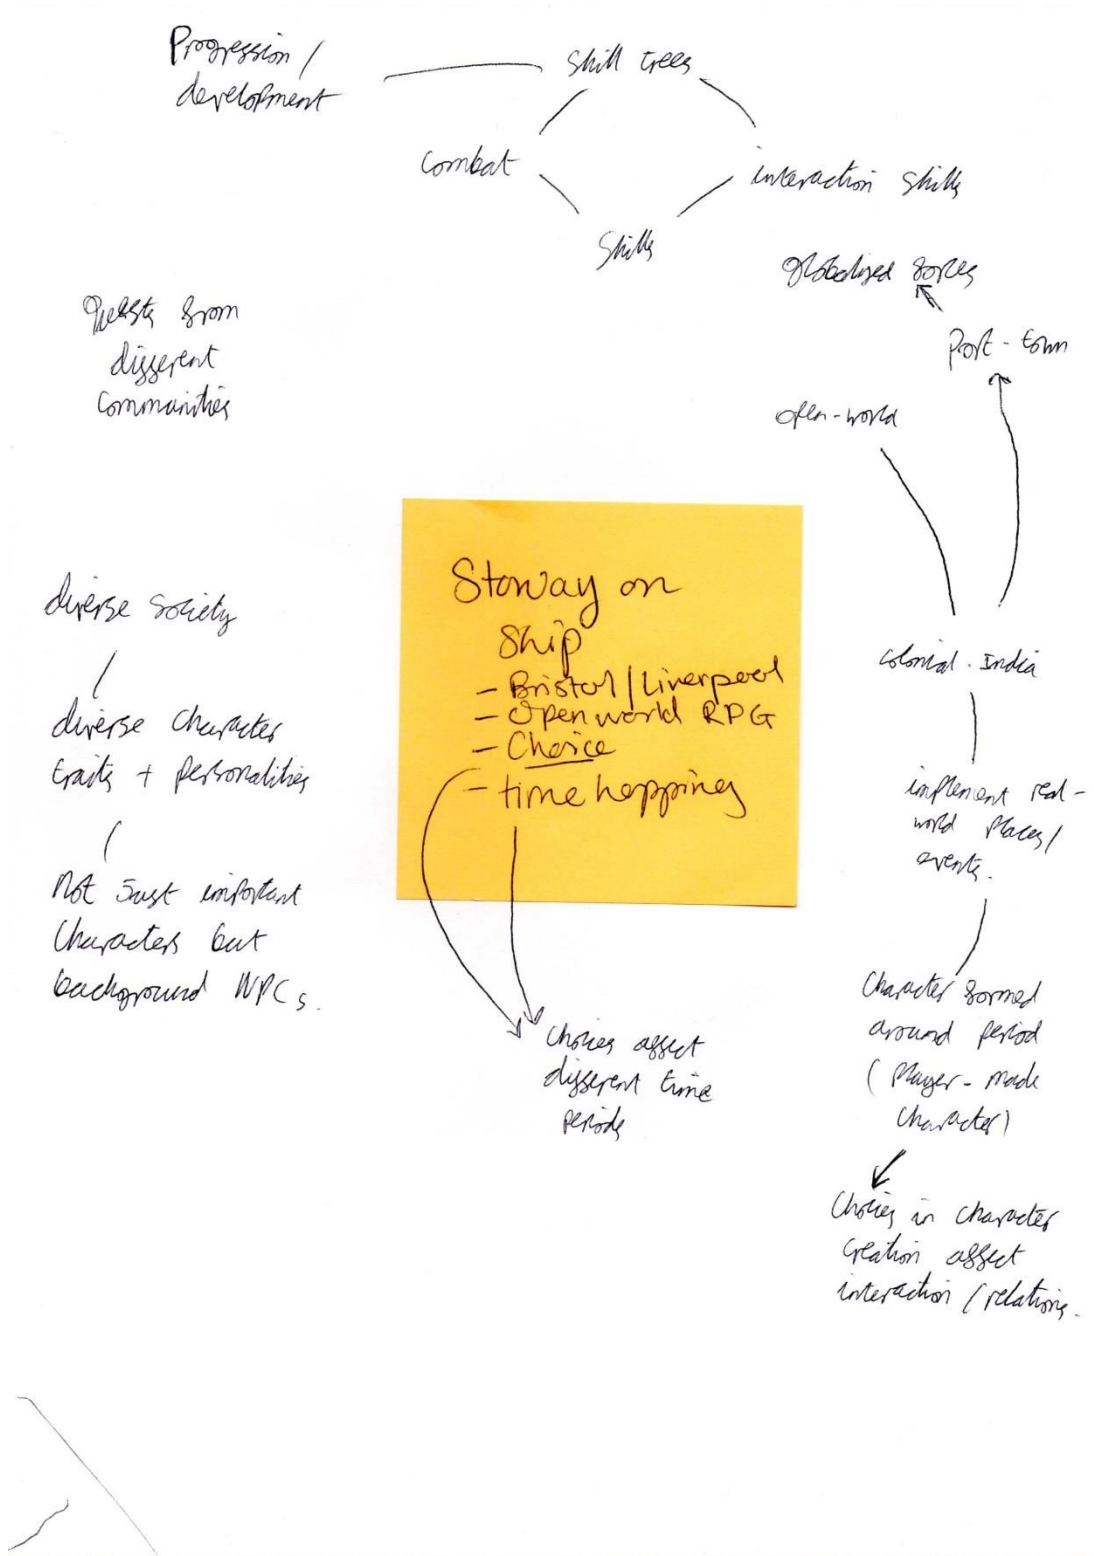 Progression /
development
Skill trees
Combat
interaction skills
Skills
globalised
Port-town
open-world
Quests from
different
communities
Stoway on
Ship
- Bristol / Liverpool
- Open world RPG
- Choice
- time hopping
diverse society
diverse character
traits + personalities
Not just important
characters but
background NPCs.
colonial India
implement real-
world places /
events.
Character formed
around period
(player-made
character)
Choices in character
creation affect
interaction / relations.
choices affect
different time
periods